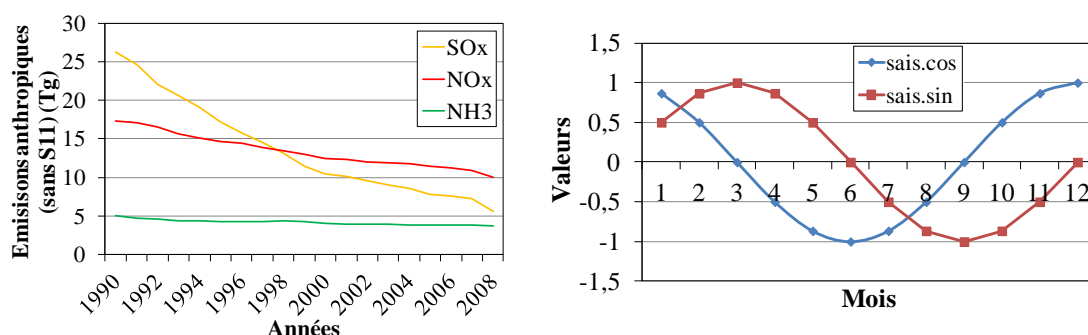 Emisisons anthropiques
(sans S11) (Tg)
30
25
20
15
10
5
0
SOx
NOx
NH3
1990
1992
1994
1996
1998
2000
2002
2004
2006
2008
Années
Valeurs
1,5
1
0,5
0
-0,5
-1
-1,5
sais.cos
sais.sin
1 2 3 4 5 6 7 8 9 10 11 12
Mois